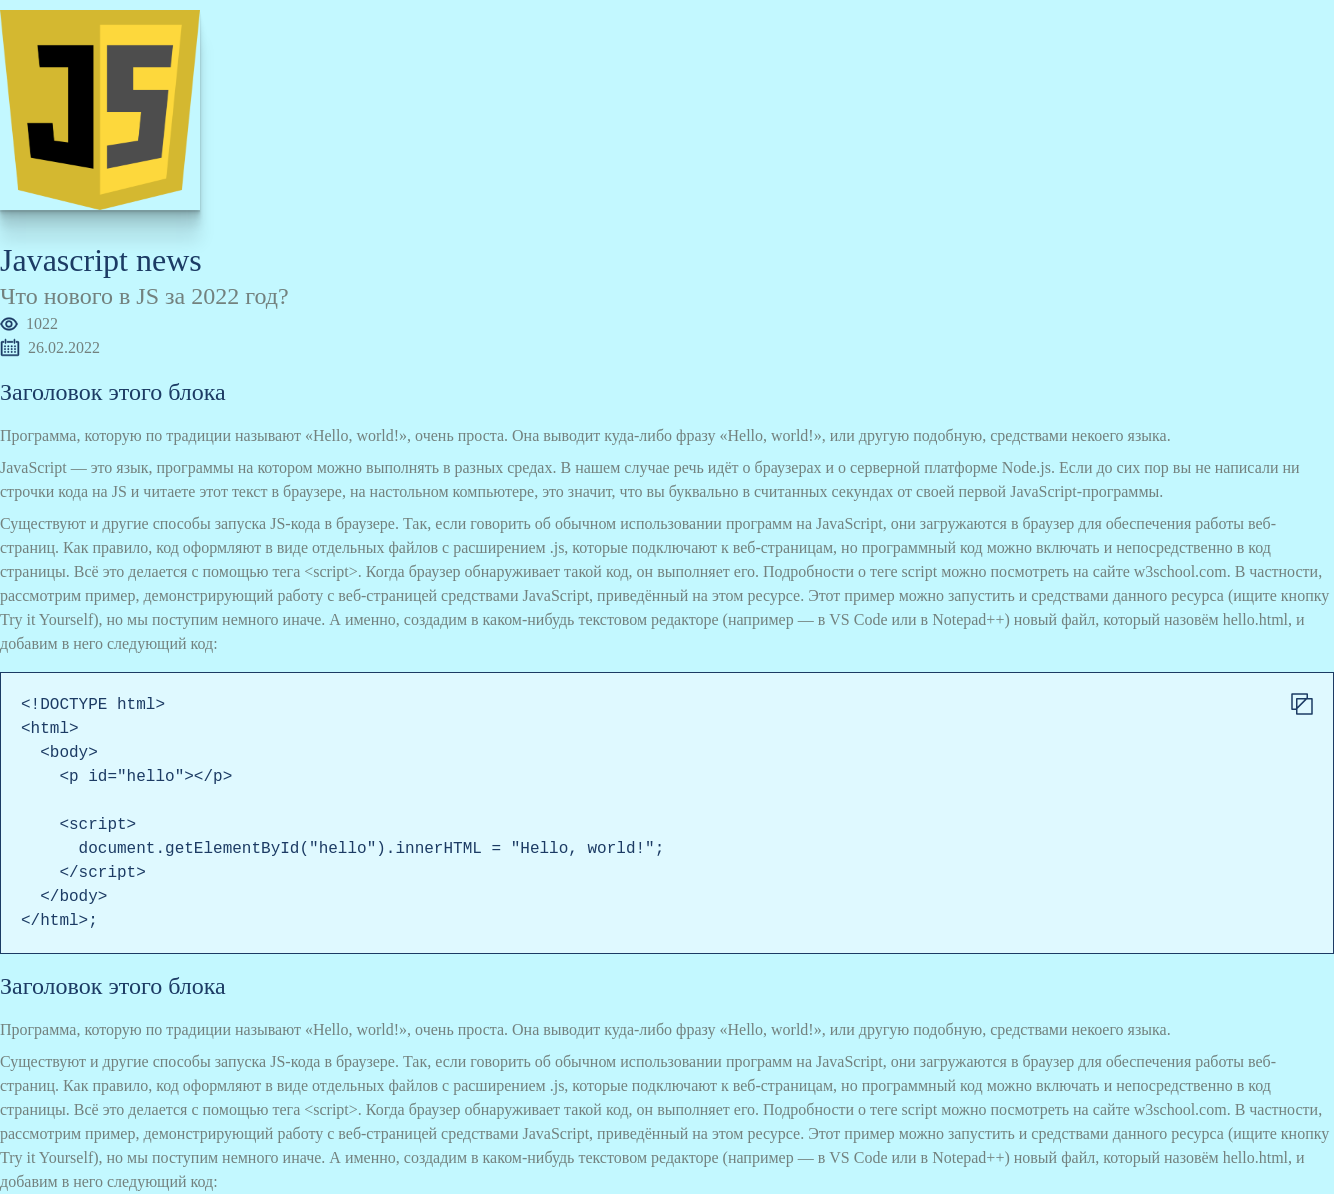 JS
Javascript news
Что нового в JS за 2022 год?
1022
26.02.2022
Заголовок этого блока
Программа, которую по традиции называют «Hello, world!», очень проста. Она выводит куда-либо фразу «Hello, world!», или другую подобную, средствами некоего языка.
JavaScript — это язык, программы на котором можно выполнять в разных средах. В нашем случае речь идёт о браузерах и о серверной платформе Node.js. Если до сих пор вы не написали ни
строчки кода на JS и читаете этот текст в браузере, на настольном компьютере, это значит, что вы буквально в считанных секундах от своей первой JavaScript-программы.
Существуют и другие способы запуска JS-кода в браузере. Так, если говорить об обычном использовании программ на JavaScript, они загружаются в браузер для обеспечения работы веб-
страниц. Как правило, код оформляют в виде отдельных файлов с расширением .js, которые подключают к веб-страницам, но программный код можно включать и непосредственно в код
страницы. Всё это делается с помощью тега <script>. Когда браузер обнаруживает такой код, он выполняет его. Подробности о теге script можно посмотреть на сайте w3school.com. В частности,
рассмотрим пример, демонстрирующий работу с веб-страницей средствами JavaScript, приведённый на этом ресурсе. Этот пример можно запустить и средствами данного ресурса (ищите кнопку
Try it Yourself), но мы поступим немного иначе. А именно, создадим в каком-нибудь текстовом редакторе (например — в VS Code или в Notepad++) новый файл, который назовём hello.html, и
добавим в него следующий код:
<!DOCTYPE html>
<html>
  <body>
    <p id="hello"></p>

    <script>
      document.getElementById("hello").innerHTML = "Hello, world!";
    </script>
  </body>
</html>;
Заголовок этого блока
Программа, которую по традиции называют «Hello, world!», очень проста. Она выводит куда-либо фразу «Hello, world!», или другую подобную, средствами некоего языка.
Существуют и другие способы запуска JS-кода в браузере. Так, если говорить об обычном использовании программ на JavaScript, они загружаются в браузер для обеспечения работы веб-
страниц. Как правило, код оформляют в виде отдельных файлов с расширением .js, которые подключают к веб-страницам, но программный код можно включать и непосредственно в код
страницы. Всё это делается с помощью тега <script>. Когда браузер обнаруживает такой код, он выполняет его. Подробности о теге script можно посмотреть на сайте w3school.com. В частности,
рассмотрим пример, демонстрирующий работу с веб-страницей средствами JavaScript, приведённый на этом ресурсе. Этот пример можно запустить и средствами данного ресурса (ищите кнопку
Try it Yourself), но мы поступим немного иначе. А именно, создадим в каком-нибудь текстовом редакторе (например — в VS Code или в Notepad++) новый файл, который назовём hello.html, и
добавим в него следующий код: